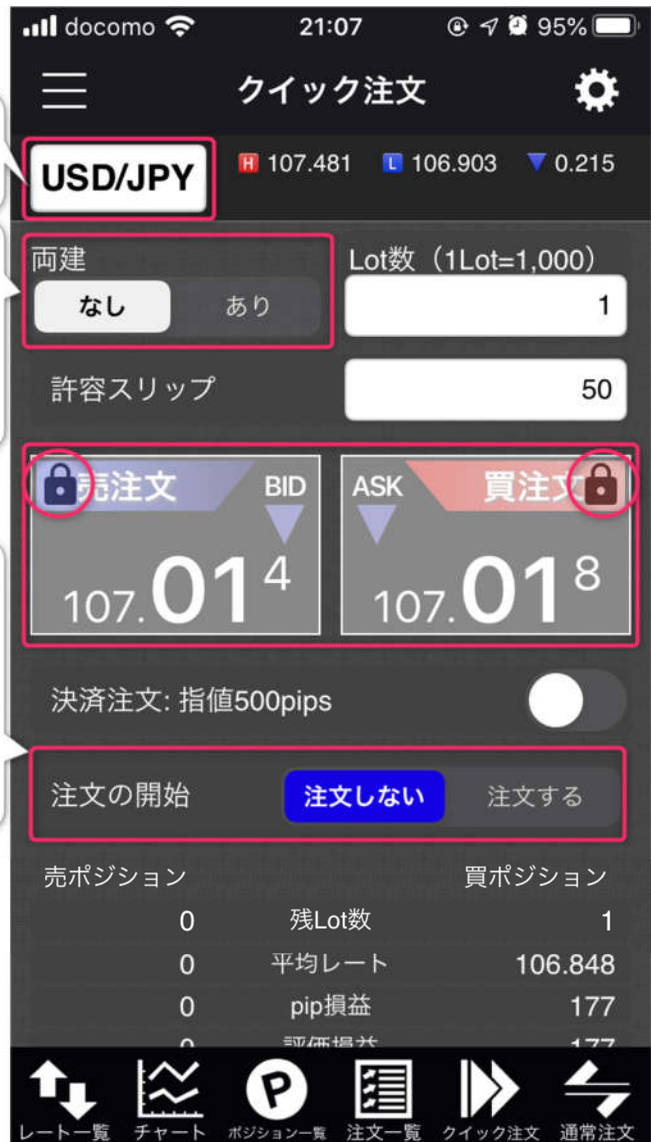 docomo 21:07 95%
クイック注文
USD/JPY H 107.481 L 106.903 ▼ 0.215
両建 Lot数（1Lot=1,000）
なし あり 1
許容スリップ 50
売注文 BID ASK 買注文
107.014 107.018
決済注文: 指値500pips
注文の開始 注文しない 注文する
売ポジション 買ポジション
0 残Lot数 1
0 平均レート 106.848
0 pip損益 177
0 評価損益 177
レート一覧 チャート ポジション一覧 注文一覧 クイック注文 通常注文